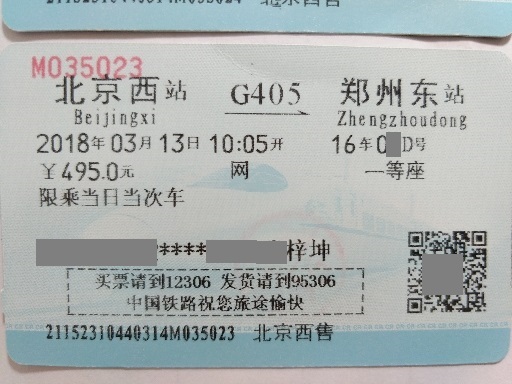 M035023
北京西站 G405 郑州东站
Beijingxi Zhengzhoudong
2018年03月13日10:05开 16车0 D号
￥495.0元 网 一等座
限乘当日当次车
****梓坤
买票请到12306 发货请到95306
中国铁路祝您旅途愉快
21152310440314M035023 北京西售